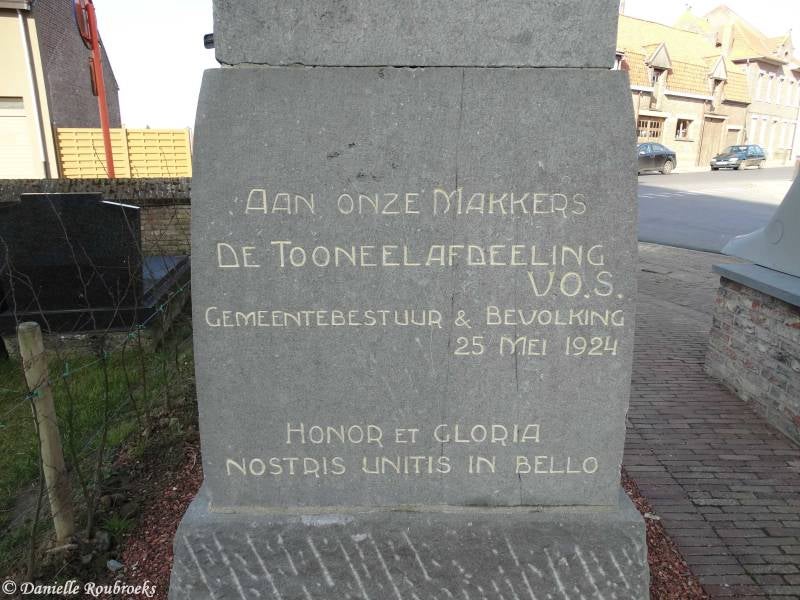 Aan onze Makkers
De Tooneelafdeeling
V.O.S.
Gemeentebestuur & Bevolking
25 Mei 1924
Honor et Gloria
nostris unitis in bello
© Danielle Roubroeks